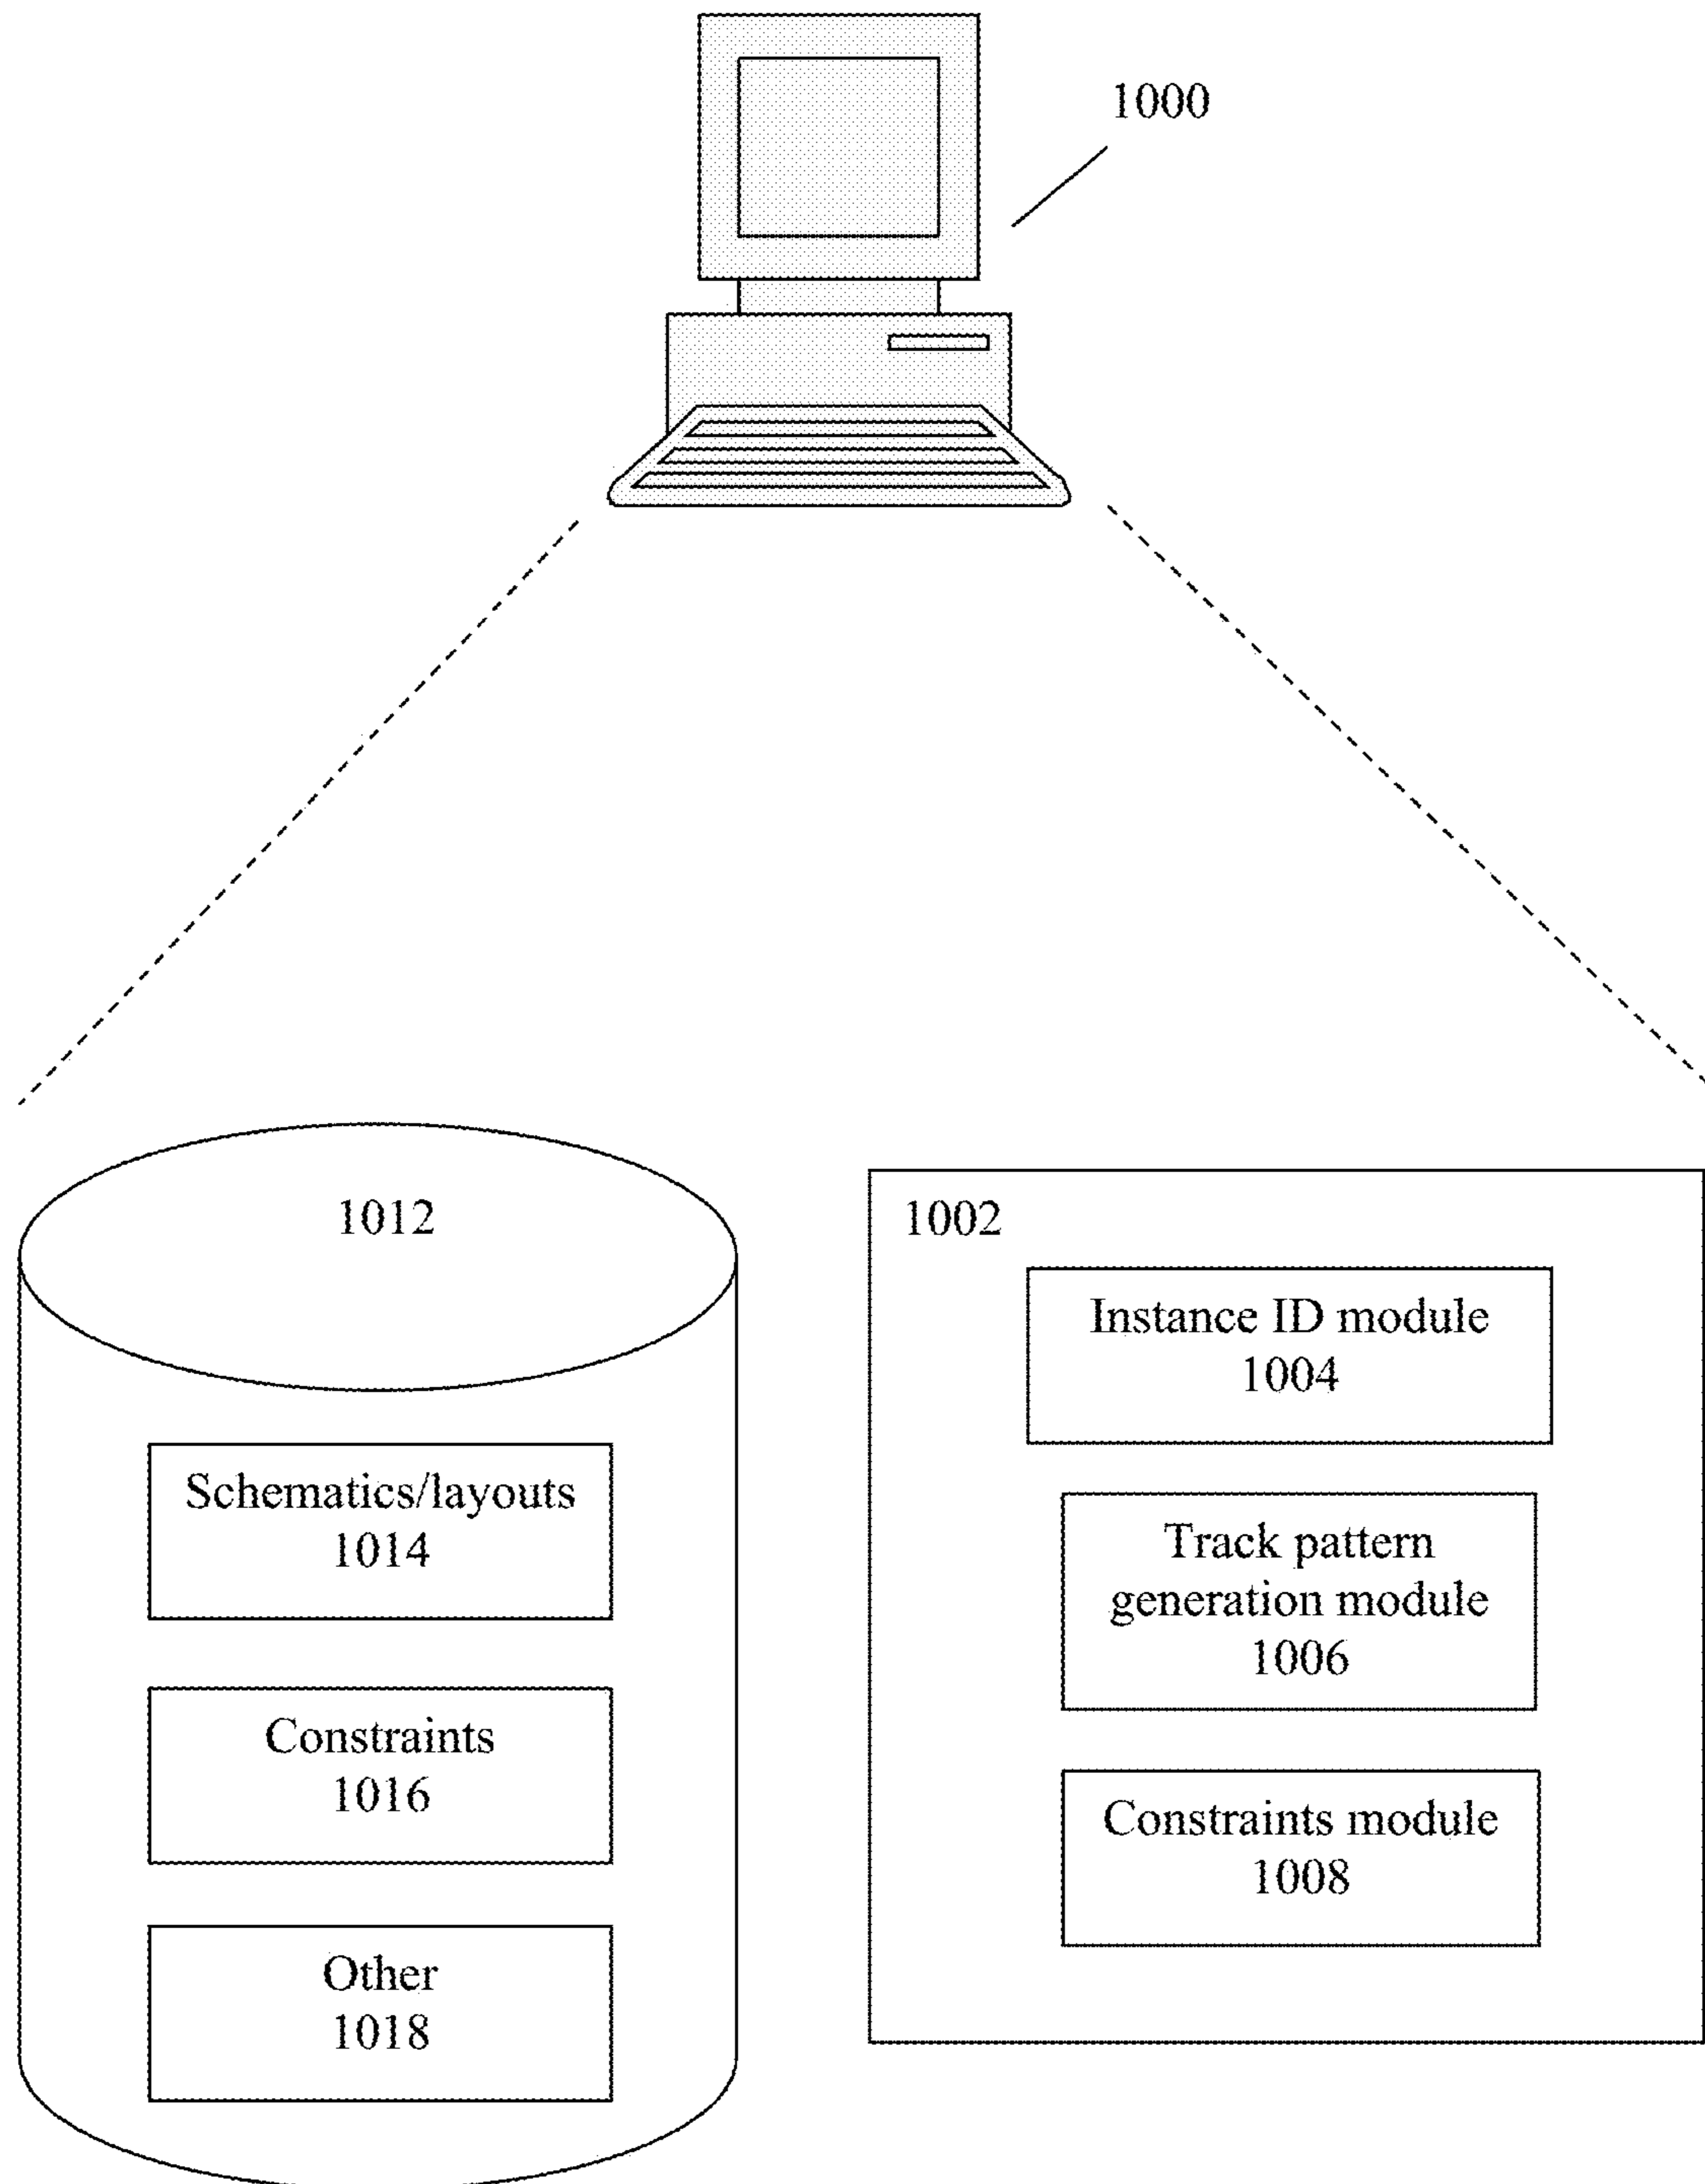 1000
1012
Schematics/layouts
1014
Constraints
1016
Other
1018
1002
Instance ID module
1004
Track pattern
generation module
1006
Constraints module
1008